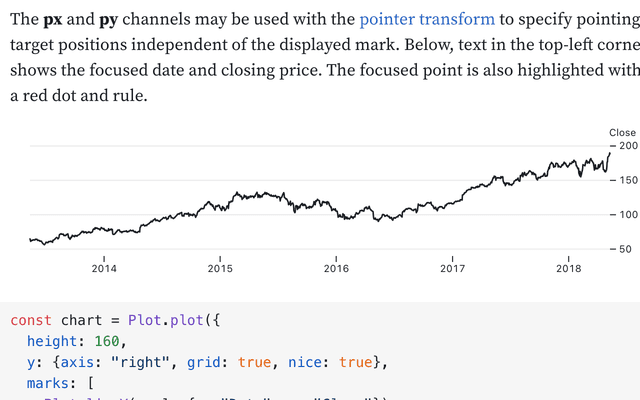 The px and py channels may be used with the pointer transform to specify pointing
target positions independent of the displayed mark. Below, text in the top-left corne
shows the focused date and closing price. The focused point is also highlighted with
a red dot and rule.
Close
200
150
100
50
2014 2015 2016 2017 2018
const chart = Plot.plot({
height: 160,
y: {axis: "right", grid: true, nice: true},
marks: [